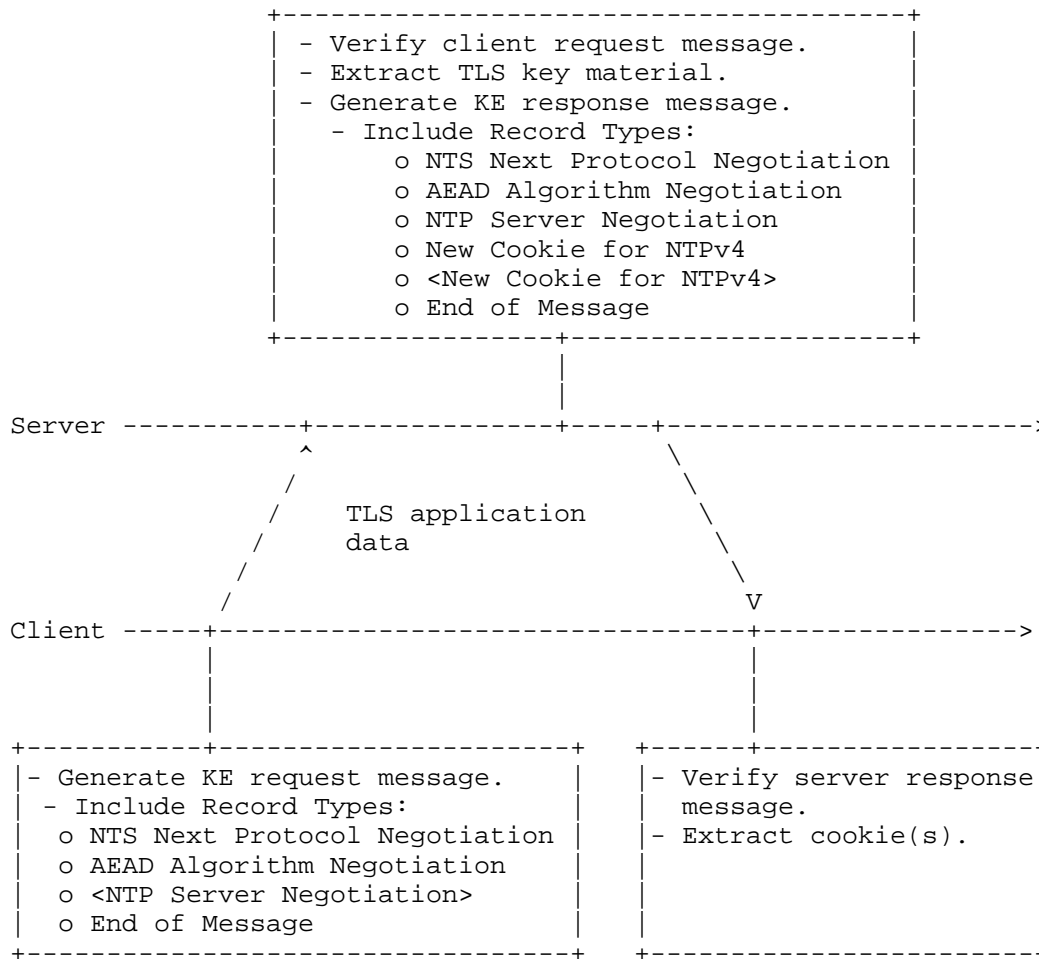 - Verify client request message.
- Extract TLS key material.
- Generate KE response message.
- Include Record Types:
o NTS Next Protocol Negotiation
o AEAD Algorithm Negotiation
o NTP Server Negotiation
o New Cookie for NTPv4
o <New Cookie for NTPv4>
o End of Message
Server
TLS application
data
Client
- Generate KE request message.
- Include Record Types:
o NTS Next Protocol Negotiation
o AEAD Algorithm Negotiation
o <NTP Server Negotiation>
o End of Message
- Verify server response
message.
- Extract cookie(s).